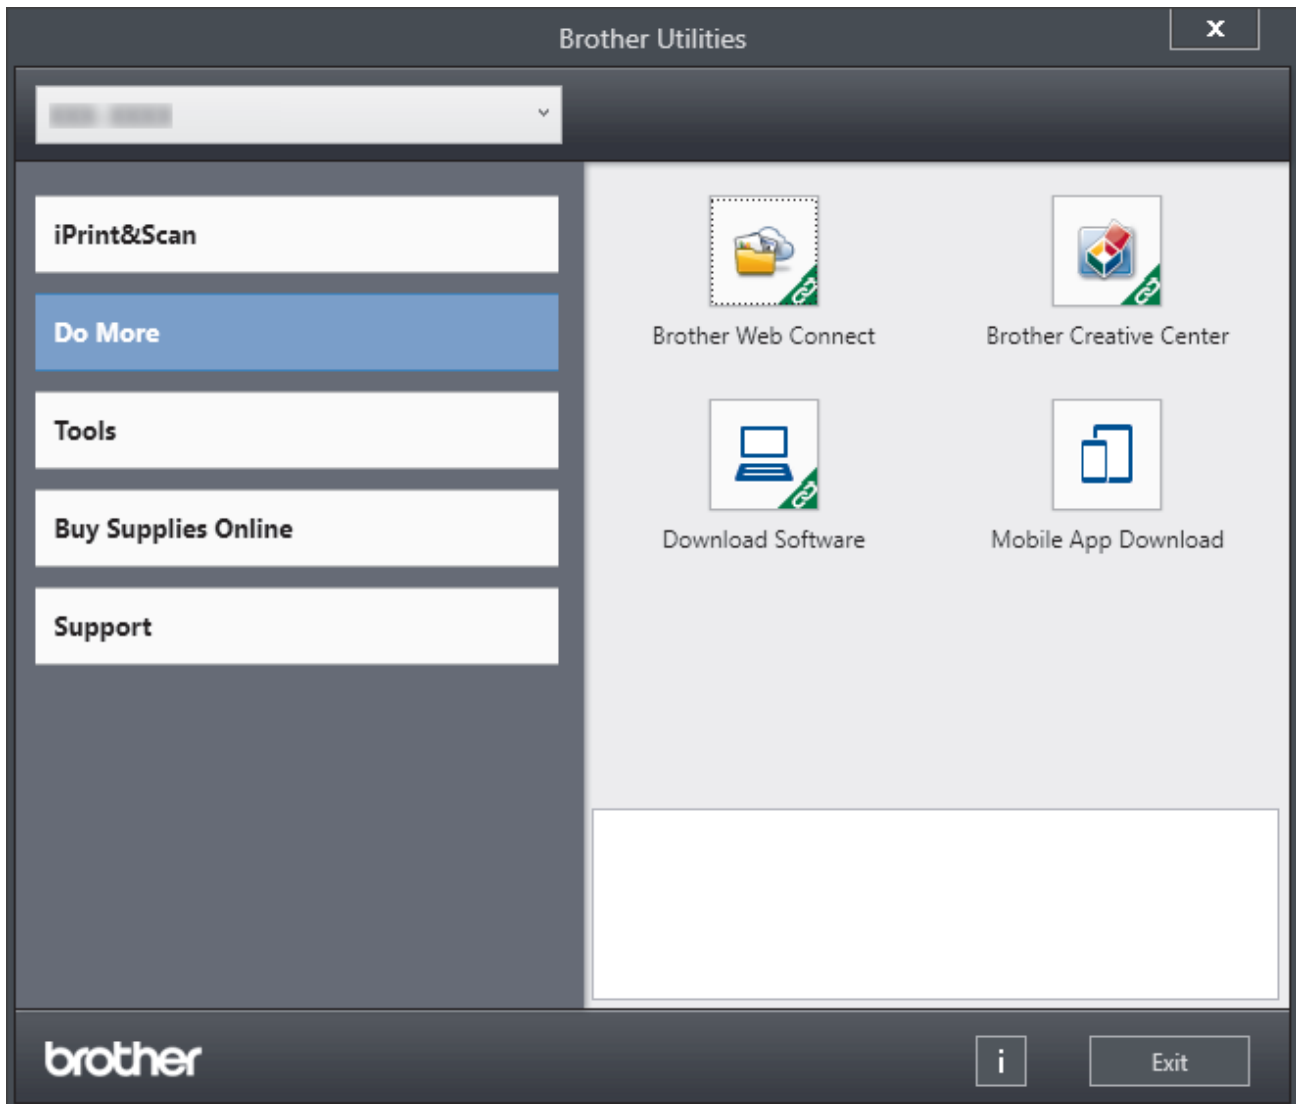 Brother Utilities
X
iPrint&Scan
Do More
Tools
Buy Supplies Online
Support
Brother Web Connect
Brother Creative Center
Download Software
Mobile App Download
brother
i
Exit